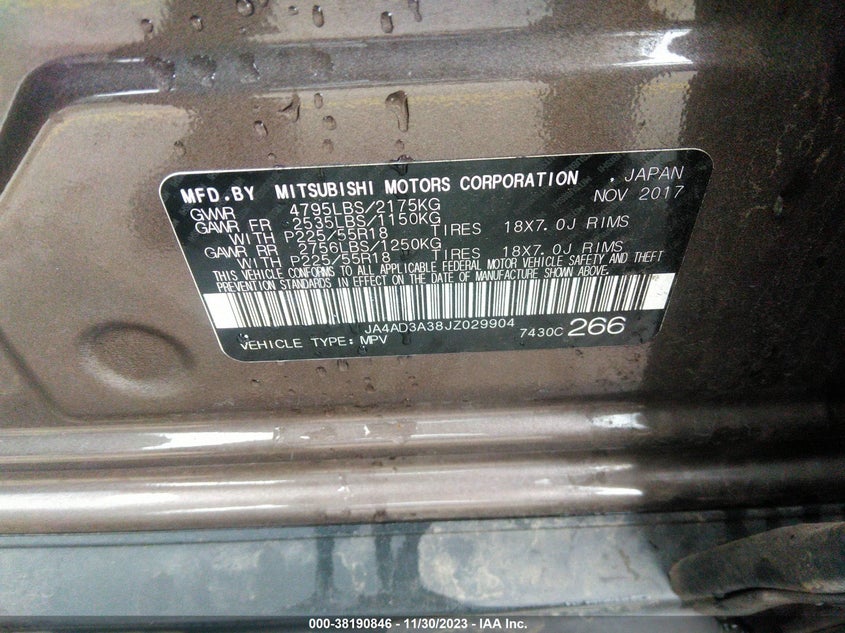 MFD.BY MITSUBISHI MOTORS CORPORATION . JAPAN
NOV 2017
GWWR 4795LBS/2175KG
GAWR FR 2535LBS/1150KG
WITH P225/55R18 TIRES 18X7.0J RIMS
GAWR RR 2756LBS/1250KG
WITH P225/55R18 TIRES 18X7.0J RIMS
THIS VEHICLE CONFORMS TO ALL APPLICABLE FEDERAL MOTOR VEHICLE SAFETY AND THEFT
PREVENTION STANDARDS IN EFFECT ON THE DATE OF MANUFACTURE SHOWN ABOVE.
JA4AD3A38JZ029904
7430C 266
VEHICLE TYPE: MPV
000-38190846 - 11/30/2023 - IAA Inc.